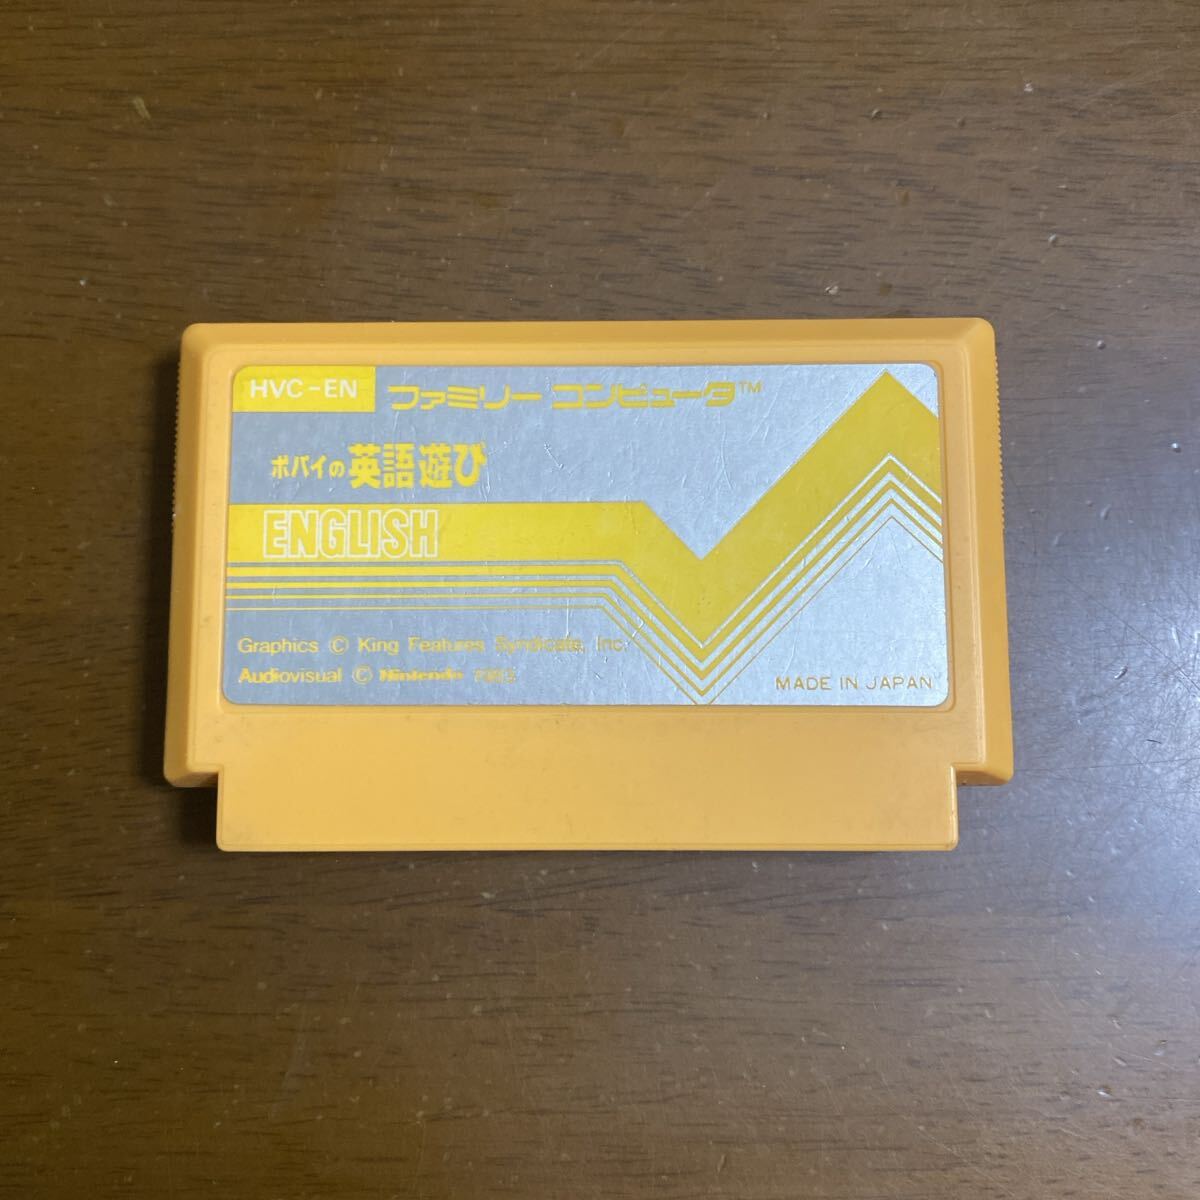 HVC-EN
ファミリー コンピュータ™
ポパイの英語遊び
ENGLISH
Graphics © King Features Syndicate, Inc.
Audiovisual © Nintendo 1983
MADE IN JAPAN